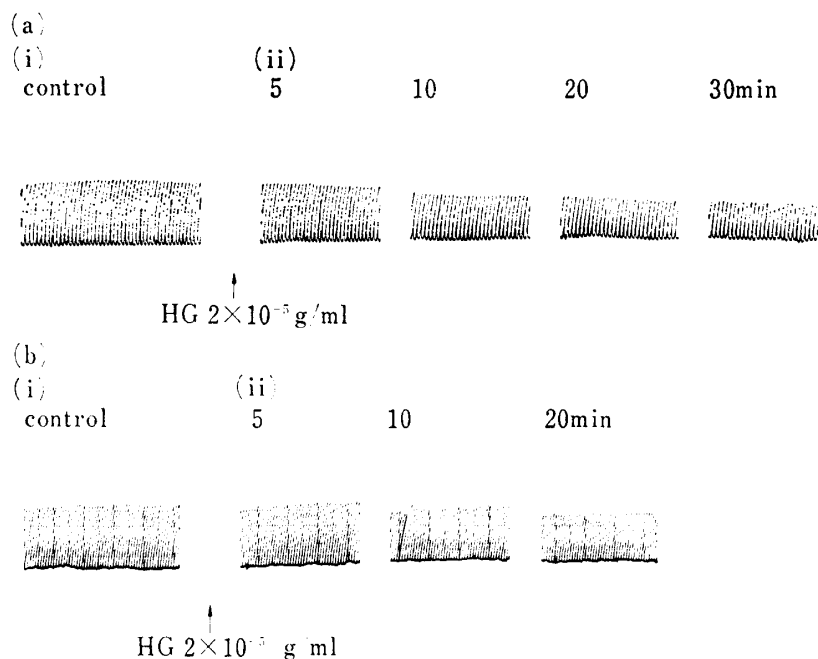 (a)
(i) (ii)
control 5 10 20 30min
HG 2×10⁻⁵ g/ml
(b)
(i) (ii)
control 5 10 20min
HG 2×10⁻⁵ g/ml